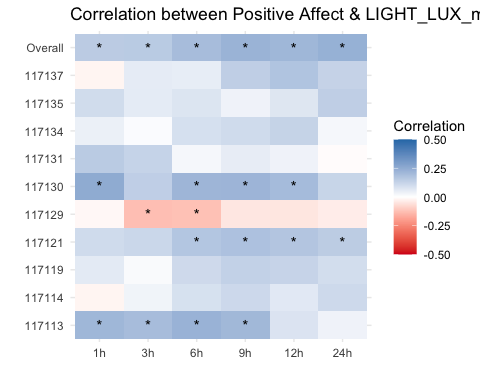 Correlation between Positive Affect & LIGHT_LUX_m
Overall * * * * * *
117137
117135
117134
117131
117130 * * * *
117129 * *
117121 * * * *
117119
117114
117113 * * * *
1h 3h 6h 9h 12h 24h
Correlation
0.50
0.25
0.00
-0.25
-0.50